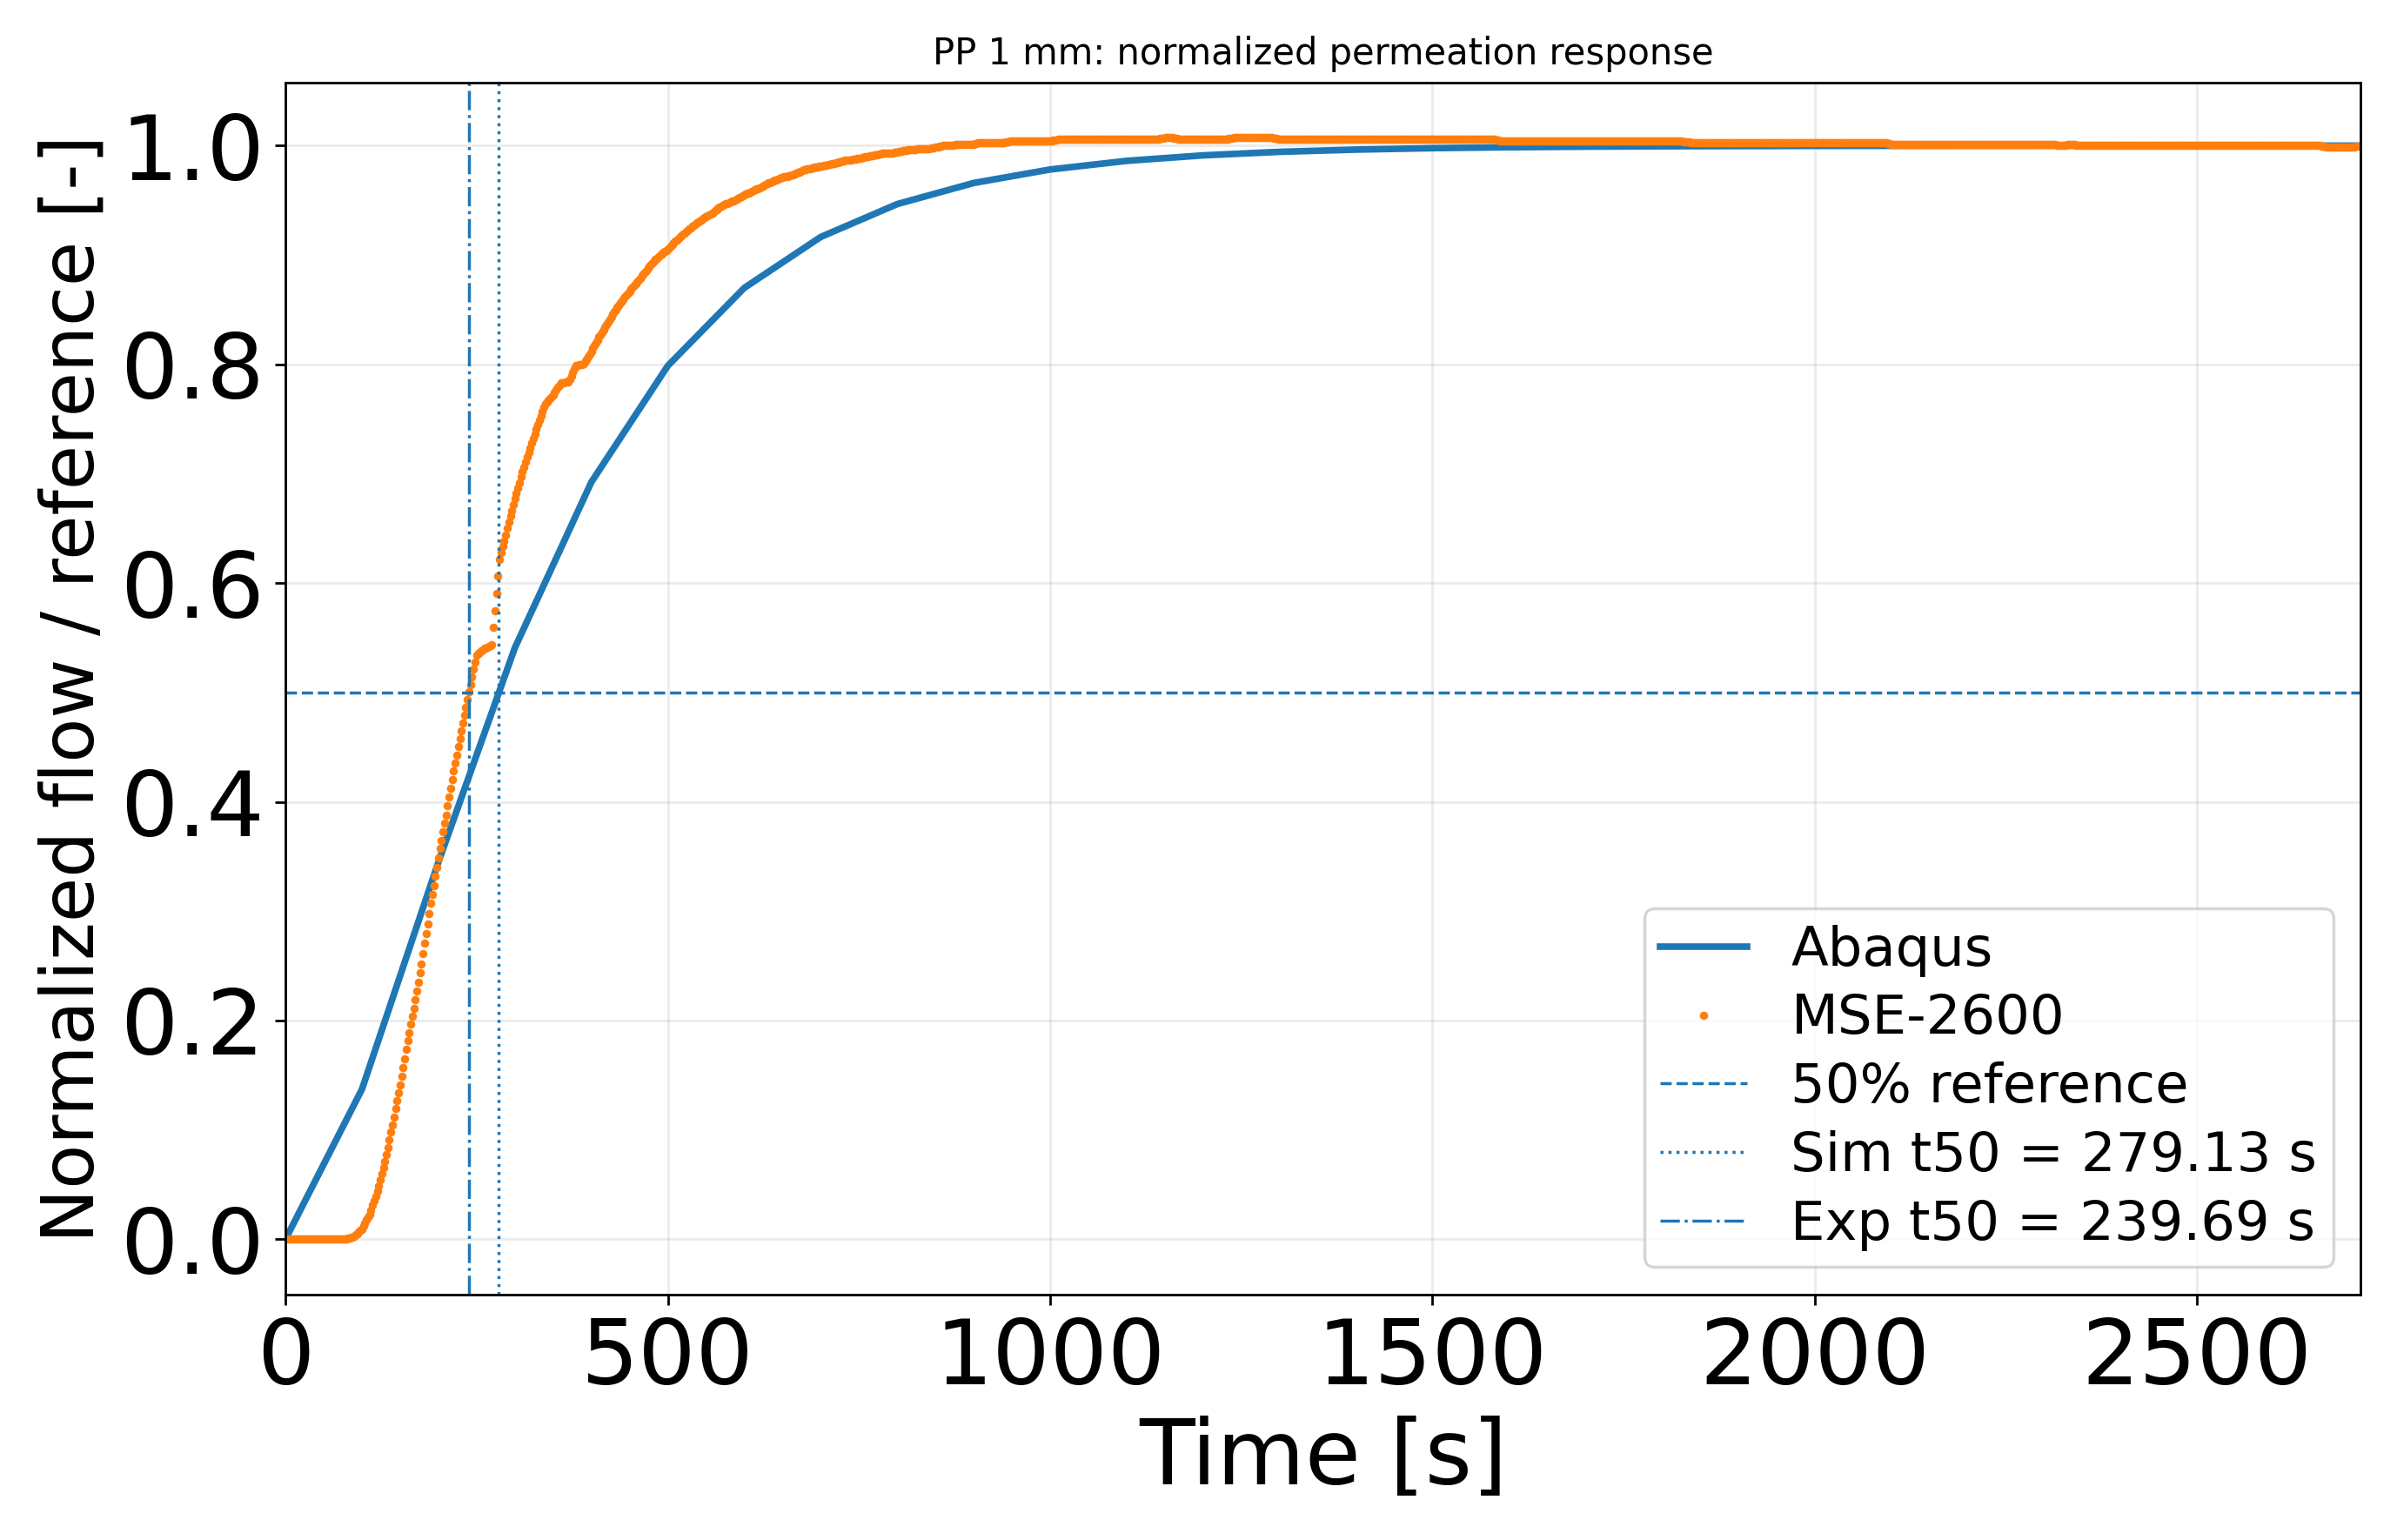 PP 1 mm: normalized permeation response
Normalized flow / reference [-]
1.0
0.8
0.6
0.4
0.2
0.0
0 500 1000 1500 2000 2500
Time [s]
Abaqus
MSE-2600
50% reference
Sim t50 = 279.13 s
Exp t50 = 239.69 s